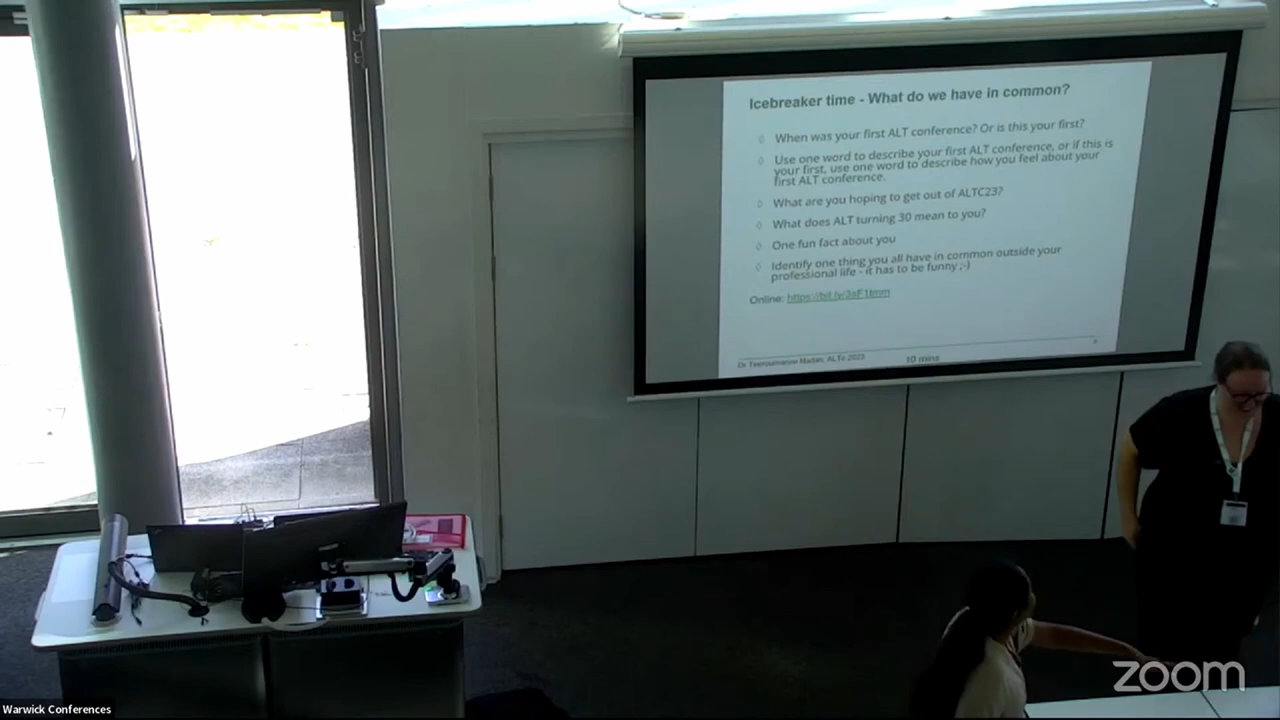 Icebreaker time - What do we have in common?
When was your first ALT conference? Or is this your first?
Use one word to describe your first ALT conference, or if this is
your first, use one word to describe how you feel about your
first ALT conference.
What are you hoping to get out of ALTC23?
What does ALT turning 30 mean to you?
One fun fact about you
Identify one thing you all have in common outside your
professional life - it has to be funny ;-)
Online:
Dr Madan, ALTc 2023
10 mins
zoom
Warwick Conferences